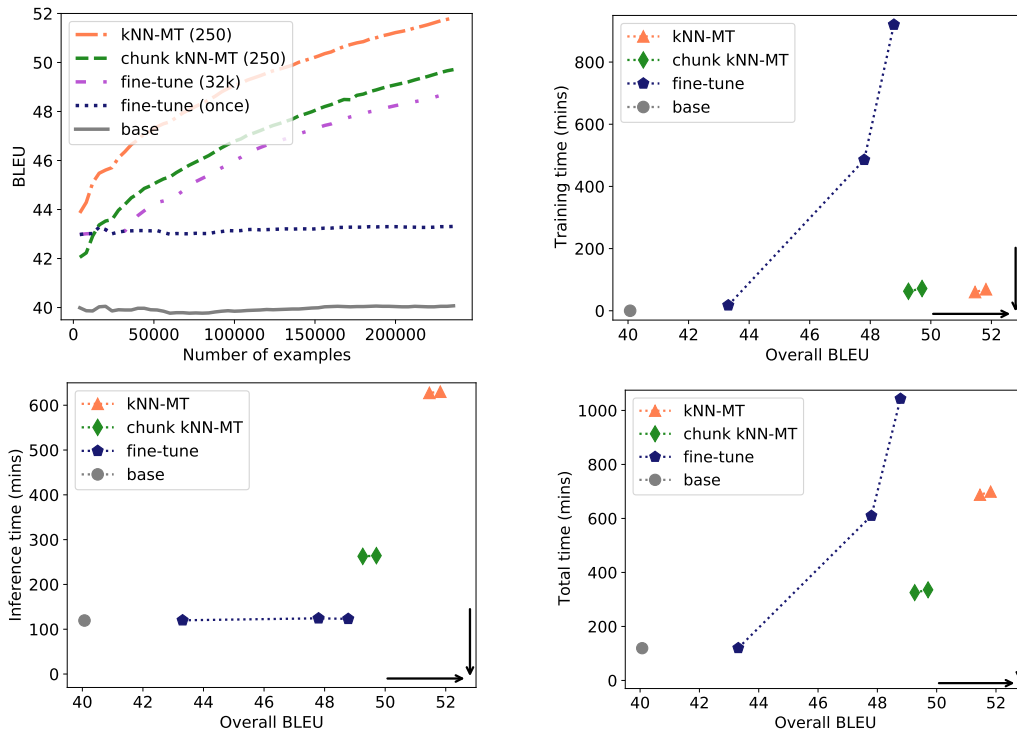 52
50
48
46
44
42
40
BLEU
kNN-MT (250)
chunk kNN-MT (250)
fine-tune (32k)
fine-tune (once)
base
0
50000
100000
150000
200000
Number of examples
800
600
400
200
0
Training time (mins)
kNN-MT
chunk kNN-MT
fine-tune
base
40
42
44
46
48
50
52
Overall BLEU
600
500
400
300
200
100
0
Inference time (mins)
kNN-MT
chunk kNN-MT
fine-tune
base
40
42
44
46
48
50
52
Overall BLEU
1000
800
600
400
200
0
Total time (mins)
kNN-MT
chunk kNN-MT
fine-tune
base
40
42
44
46
48
50
52
Overall BLEU